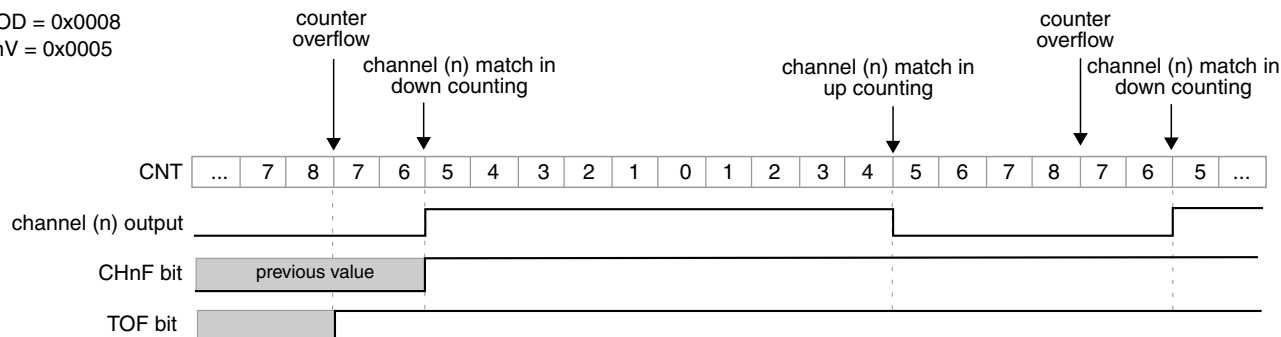 OD = 0x0008
nV = 0x0005
counter
overflow
channel (n) match in
down counting
channel (n) match in
up counting
counter
overflow
channel (n) match in
down counting
CNT ... 7 8 7 6 5 4 3 2 1 0 1 2 3 4 5 6 7 8 7 6 5 ...
channel (n) output
CHnF bit previous value
TOF bit